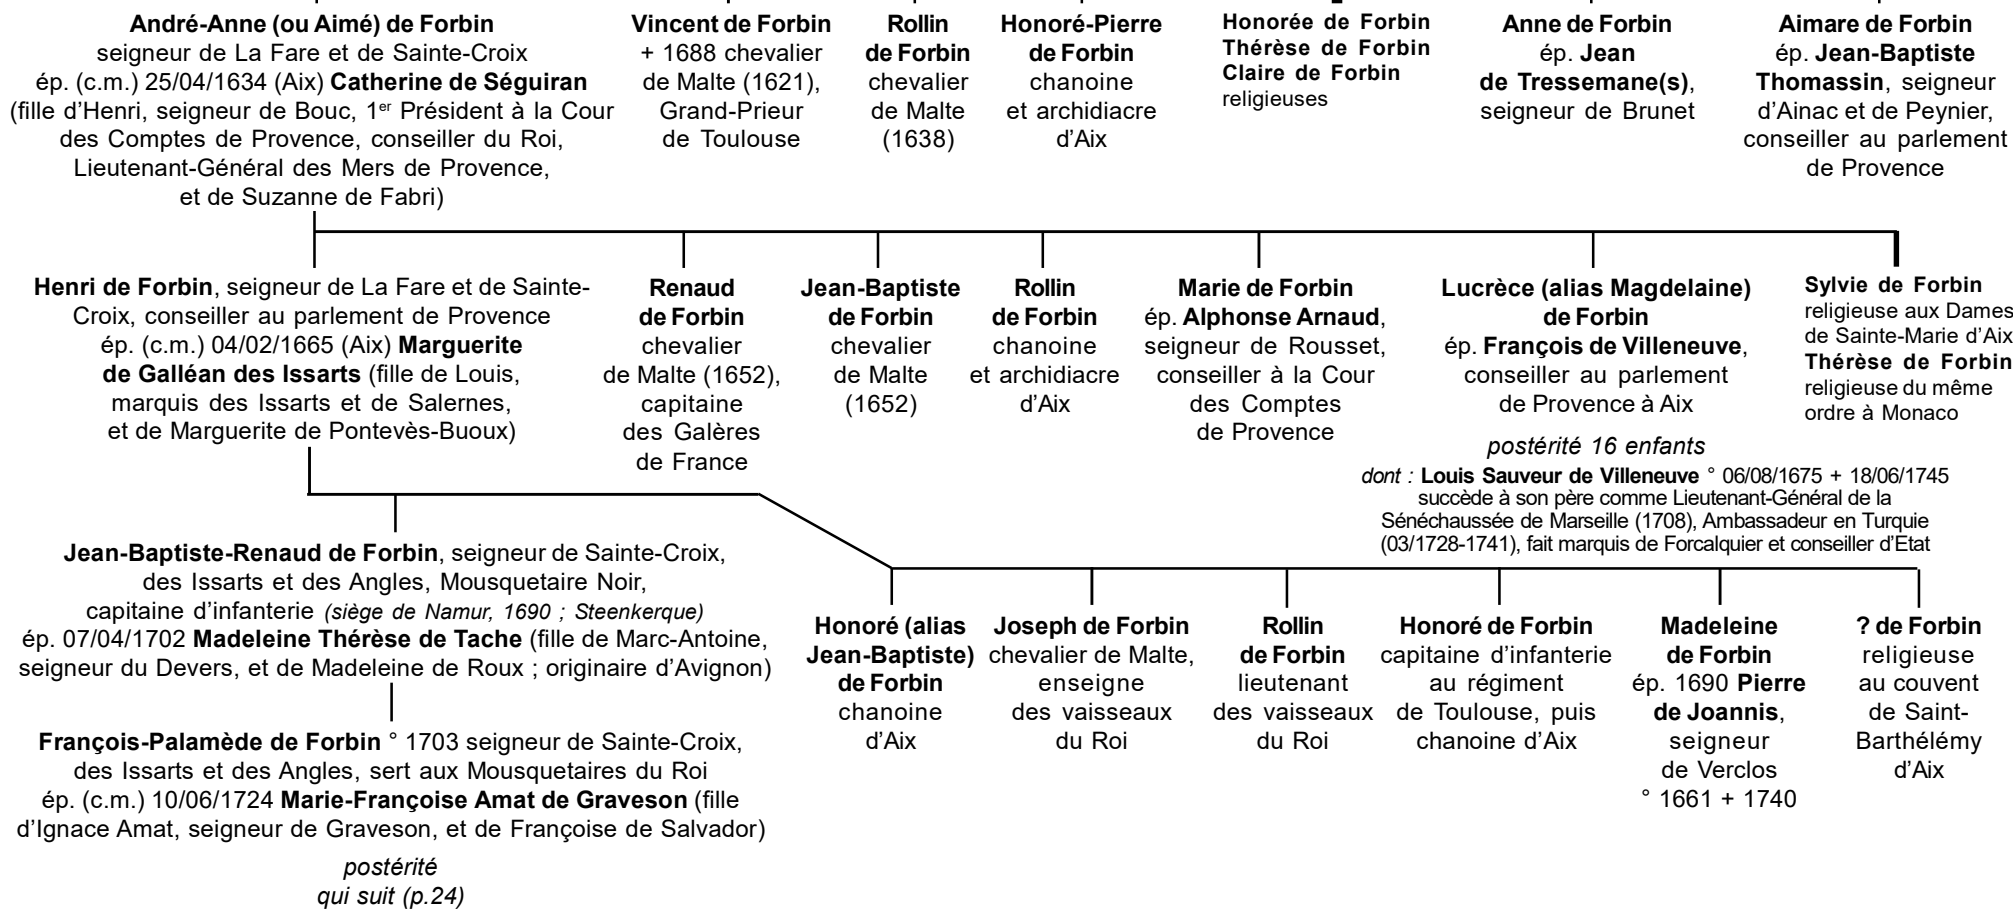 André-Anne (ou Aimé) de Forbin
seigneur de La Fare et de Sainte-Croix
ép. (c.m.) 25/04/1634 (Aix) Catherine de Séguiran
(fille d'Henri, seigneur de Bouc, 1er Président à la Cour
des Comptes de Provence, conseiller du Roi,
Lieutenant-Général des Mers de Provence,
et de Suzanne de Fabri)
Vincent de Forbin
+ 1688 chevalier
de Malte (1621),
Grand-Prieur
de Toulouse
Rollin
de Forbin
chevalier
de Malte
(1638)
Honoré-Pierre
de Forbin
chanoine
et archidiacre
d'Aix
Honorée de Forbin
Thérèse de Forbin
Claire de Forbin
religieuses
Anne de Forbin
ép. Jean
de Tressemane(s),
seigneur de Brunet
Aimare de Forbin
ép. Jean-Baptiste
Thomassin, seigneur
d'Ainac et de Peynier,
conseiller au parlement
de Provence
Henri de Forbin, seigneur de La Fare et de Sainte-
Croix, conseiller au parlement de Provence
ép. (c.m.) 04/02/1665 (Aix) Marguerite
de Galléan des Issarts (fille de Louis,
marquis des Issarts et de Salernes,
et de Marguerite de Pontevès-Buoux)
Renaud
de Forbin
chevalier
de Malte (1652),
capitaine
des Galères
de France
Jean-Baptiste
de Forbin
chevalier
de Malte
(1652)
Rollin
de Forbin
chanoine
et archidiacre
d'Aix
Marie de Forbin
ép. Alphonse Arnaud,
seigneur de Rousset,
conseiller à la Cour
des Comptes
de Provence
Lucrèce (alias Magdelaine)
de Forbin
ép. François de Villeneuve,
conseiller au parlement
de Provence à Aix
postérité 16 enfants
dont : Louis Sauveur de Villeneuve ° 06/08/1675 + 18/06/1745
succède à son père comme Lieutenant-Général de la
Sénéchaussée de Marseille (1708), Ambassadeur en Turquie
(03/1728-1741), fait marquis de Forcalquier et conseiller d'Etat
Sylvie de Forbin
religieuse aux Dames
de Sainte-Marie d'Aix
Thérèse de Forbin
religieuse du même
ordre à Monaco
Jean-Baptiste-Renaud de Forbin, seigneur de Sainte-Croix,
des Issarts et des Angles, Mousquetaire Noir,
capitaine d'infanterie (siège de Namur, 1690 ; Steenkerque)
ép. 07/04/1702 Madeleine Thérèse de Tache (fille de Marc-Antoine,
seigneur du Devers, et de Madeleine de Roux ; originaire d'Avignon)
Honoré (alias
Jean-Baptiste)
de Forbin
chanoine
d'Aix
Joseph de Forbin
chevalier de Malte,
enseigne
des vaisseaux
du Roi
Rollin
de Forbin
lieutenant
des vaisseaux
du Roi
Honoré de Forbin
capitaine d'infanterie
au régiment
de Toulouse, puis
chanoine d'Aix
Madeleine
de Forbin
ép. 1690 Pierre
de Joannis,
seigneur
de Verclos
° 1661 + 1740
? de Forbin
religieuse
au couvent
de Saint-
Barthélémy
d'Aix
François-Palamède de Forbin ° 1703 seigneur de Sainte-Croix,
des Issarts et des Angles, sert aux Mousquetaires du Roi
ép. (c.m.) 10/06/1724 Marie-Françoise Amat de Graveson (fille
d'Ignace Amat, seigneur de Graveson, et de Françoise de Salvador)
postérité
qui suit (p.24)